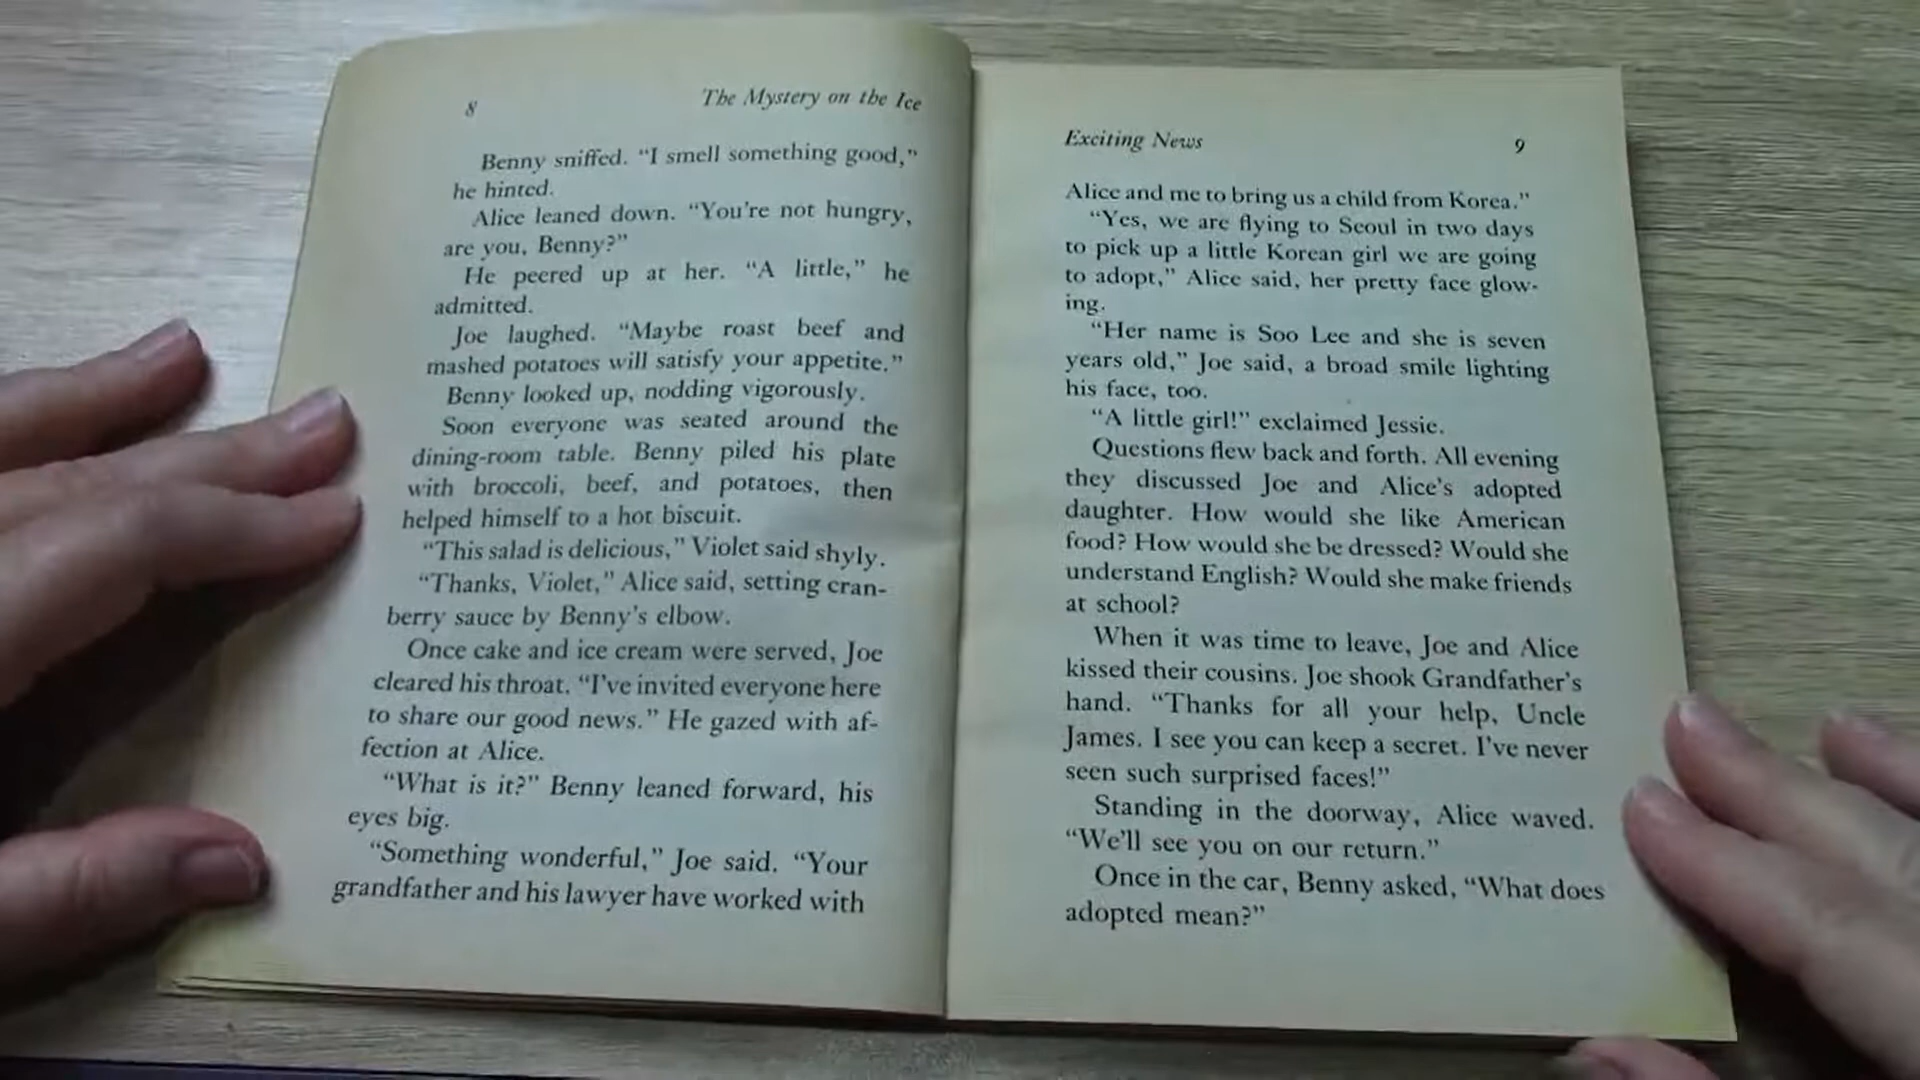 8
The Mystery on the Ice
Benny sniffed. “I smell something good,”
he hinted.
Alice leaned down. “You're not hungry,
are you, Benny?”
He peered up at her. “A little,” he
admitted.
Joe laughed. “Maybe roast beef and
mashed potatoes will satisfy your appetite.”
Benny looked up, nodding vigorously.
Soon everyone was seated around the
dining-room table. Benny piled his plate
with broccoli, beef, and potatoes, then
helped himself to a hot biscuit.
“This salad is delicious,” Violet said shyly.
“Thanks, Violet,” Alice said, setting cran-
berry sauce by Benny's elbow.
Once cake and ice cream were served, Joe
cleared his throat. “I've invited everyone here
to share our good news.” He gazed with af-
fection at Alice.
“What is it?” Benny leaned forward, his
eyes big.
“Something wonderful,” Joe said. “Your
grandfather and his lawyer have worked with
Exciting News
9
Alice and me to bring us a child from Korea.”
“Yes, we are flying to Seoul in two days
to pick up a little Korean girl we are going
to adopt,” Alice said, her pretty face glow-
ing.
“Her name is Soo Lee and she is seven
years old,” Joe said, a broad smile lighting
his face, too.
“A little girl!” exclaimed Jessie.
Questions flew back and forth. All evening
they discussed Joe and Alice's adopted
daughter. How would she like American
food? How would she be dressed? Would she
understand English? Would she make friends
at school?
When it was time to leave, Joe and Alice
kissed their cousins. Joe shook Grandfather's
hand. “Thanks for all your help, Uncle
James. I see you can keep a secret. I've never
seen such surprised faces!”
Standing in the doorway, Alice waved.
“We'll see you on our return.”
Once in the car, Benny asked, “What does
adopted mean?”